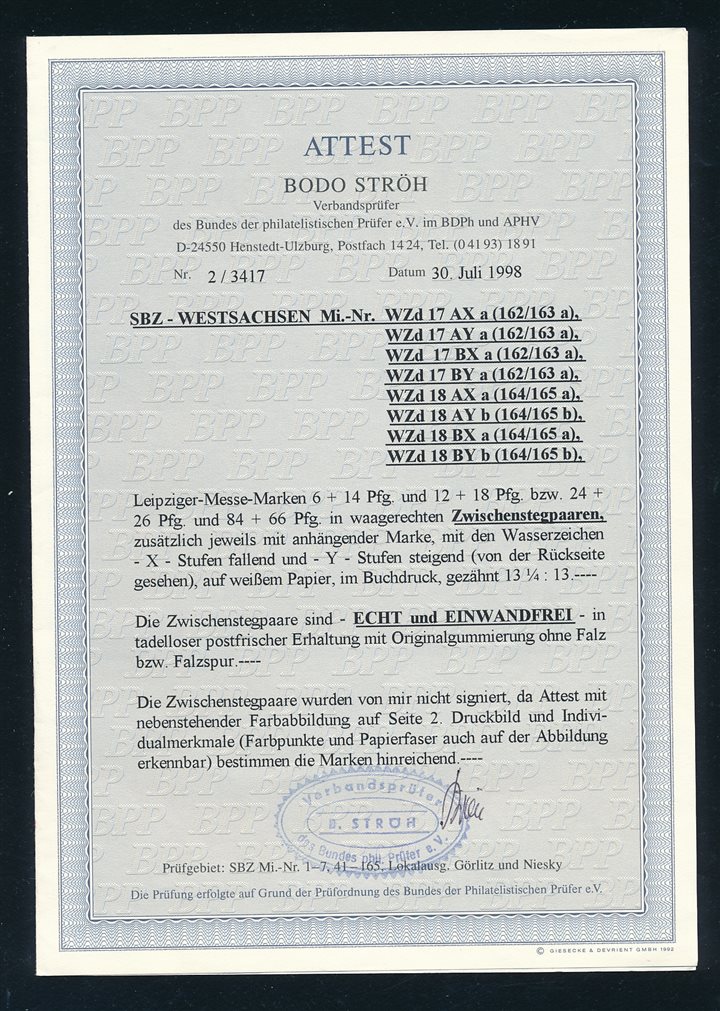 ATTEST
BODO STRÖH
Verbandsprüfer
des Bundes der philatelistischen Prüfer e.V. im BDPh und APHV
D-24550 Henstedt-Ulzburg, Postfach 14 24, Tel. (0 41 93) 18 91
Nr. 2 / 3417 Datum 30. Juli 1998
SBZ - WESTSACHSEN Mi.-Nr. WZd 17 AX a (162/163 a),
WZd 17 AY a (162/163 a),
WZd 17 BX a (162/163 a),
WZd 17 BY a (162/163 a),
WZd 18 AX a (164/165 a),
WZd 18 AY b (164/165 b),
WZd 18 BX a (164/165 a),
WZd 18 BY b (164/165 b),
Leipziger-Messe-Marken 6 + 14 Pfg. und 12 + 18 Pfg. bzw. 24 +
26 Pfg. und 84 + 66 Pfg. in waagerechten Zwischenstegpaaren,
zusätzlich jeweils mit anhängender Marke, mit den Wasserzeichen
- X - Stufen fallend und - Y - Stufen steigend (von der Rückseite
gesehen), auf weißem Papier, im Buchdruck, gezähnt 13 ¼ : 13.----
Die Zwischenstegpaare sind - ECHT und EINWANDFREI - in
tadelloser postfrischer Erhaltung mit Originalgummierung ohne Falz
bzw. Falzspur.----
Die Zwischenstegpaare wurden von mir nicht signiert, da Attest mit
nebenstehender Farbabbildung auf Seite 2. Druckbild und Indivi-
dualmerkmale (Farbpunkte und Papierfaser auch auf der Abbildung
erkennbar) bestimmen die Marken hinreichend.----
Verbandsprüfer
B. STRÖH
des Bundes phil. Prüfer e. V.
Prüfgebiet: SBZ Mi.-Nr. 1–7, 41–165; Lokalausg. Görlitz und Niesky
Die Prüfung erfolgte auf Grund der Prüfordnung des Bundes der Philatelistischen Prüfer e.V.
© GIESECKE & DEVRIENT GMBH 1992